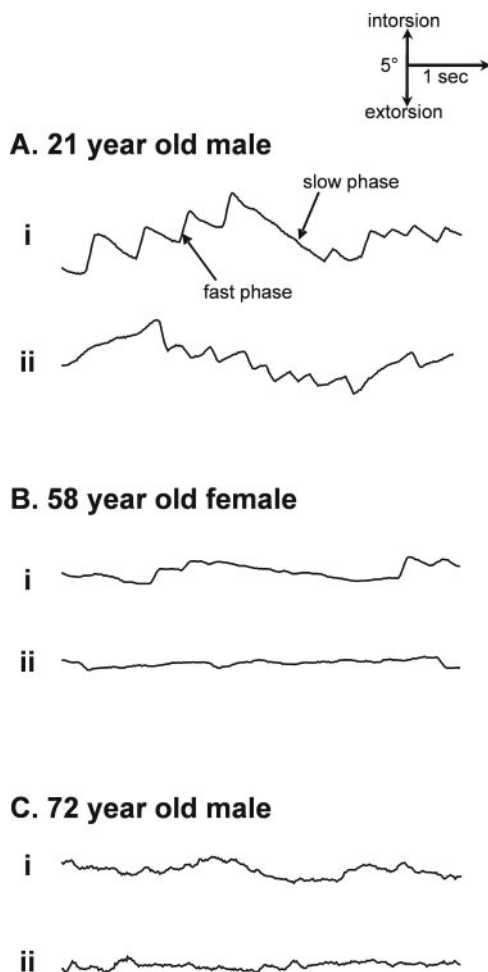 intorsion
5°
1 sec
extorsion
A. 21 year old male
slow phase
i
fast phase
ii
B. 58 year old female
i
ii
C. 72 year old male
i
ii